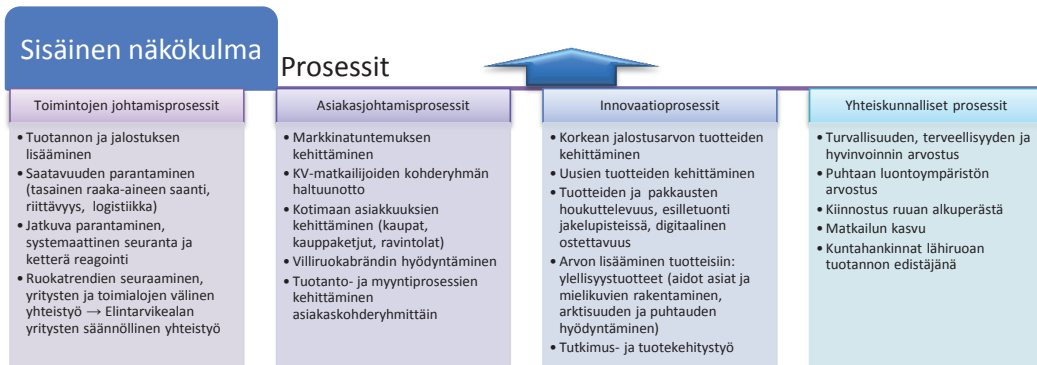 Sisäinen näkökulma
Prosessit
Toimintojen johtamisprosessit
• Tuotannon ja jalostuksen
lisääminen
• Saatavuuden parantaminen
(tasainen raaka-aineen saanti,
riittävyys, logistiikka)
• Jatkuva parantaminen,
systemaattinen seuranta ja
ketterä reagointi
• Ruokatrendien seuraaminen,
yritysten ja toimialojen välinen
yhteistyö → Elintarvikealan
yritysten säännöllinen yhteistyö
Asiakasjohtamisprosessit
• Markkinatuntemuksen
kehittäminen
• KV-matkailijoiden kohderyhmän
haltuunotto
• Kotimaan asiakkuuksien
kehittäminen (kaupat,
kauppaketjut, ravintolat)
• Villiruokabrändin hyödyntäminen
• Tuotanto- ja myyntiprosessien
kehittäminen
asiakaskohderyhmittäin
Innovaatioprosessit
• Korkean jalostusarvon tuotteiden
kehittäminen
• Uusien tuotteiden kehittäminen
• Tuotteiden ja pakkausten
houkuttelevuus, esilletuonti
jakelupisteissä, digitaalinen
ostettavuus
• Arvon lisääminen tuotteisiin:
ylellisyystuotteet (aidot asiat ja
mielikuvien rakentaminen,
arktisuuden ja puhtauden
hyödyntäminen)
• Tutkimus- ja tuotekehitystyö
Yhteiskunnalliset prosessit
• Turvallisuuden, terveellisyyden ja
hyvinvoinnin arvostus
• Puhtaan luontoympäristön
arvostus
• Kiinnostus ruuan alkuperästä
• Matkailun kasvu
• Kuntahankinnat lähiruoan
tuotannon edistäjänä